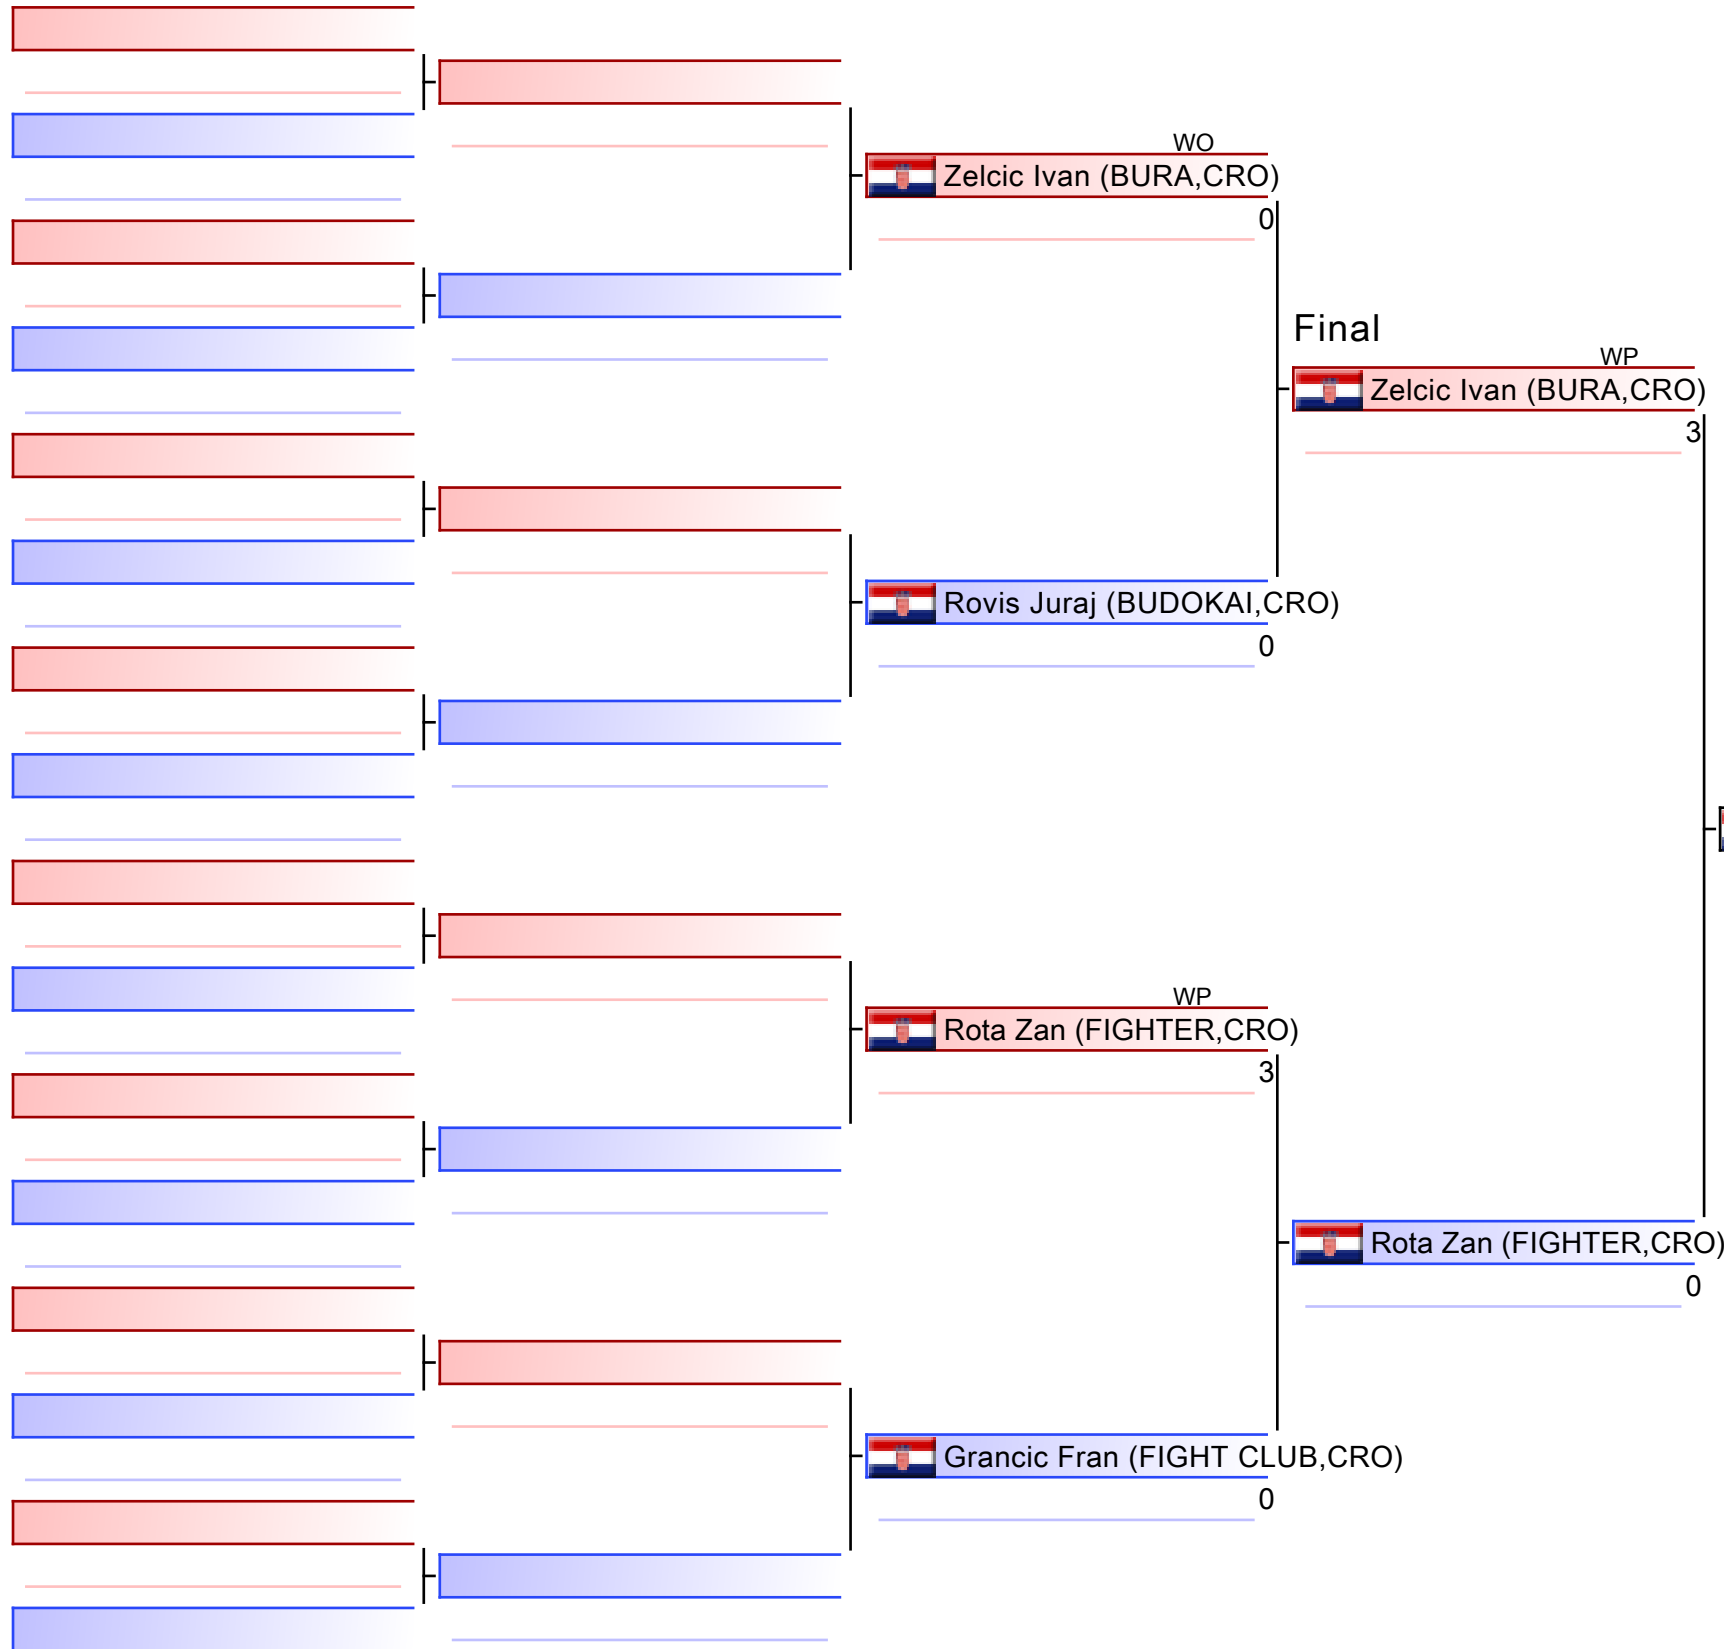 WO
Zelcic Ivan (BURA,CRO)
0
Final
WP
Zelcic Ivan (BURA,CRO)
3
Rovis Juraj (BUDOKAI,CRO)
0
WP
Rota Zan (FIGHTER,CRO)
3
Rota Zan (FIGHTER,CRO)
0
Grancic Fran (FIGHT CLUB,CRO)
0